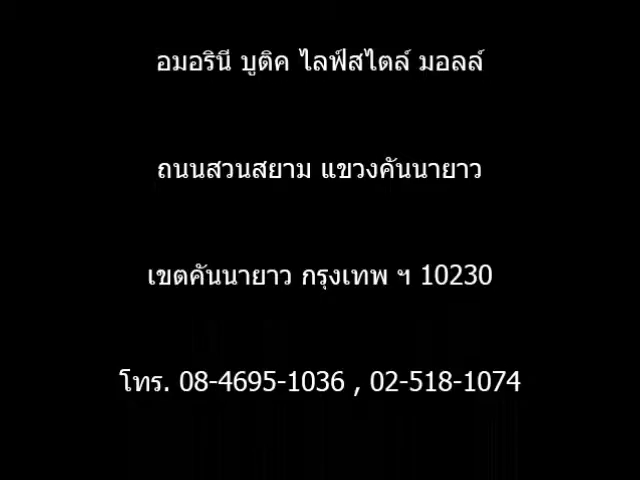 อมอรินี บูติค ไลฟ์สไตล์ มอลล์
ถนนสวนสยาม แขวงคันนายาว
เขตคันนายาว กรุงเทพ ฯ 10230
โทร. 08-4695-1036 , 02-518-1074